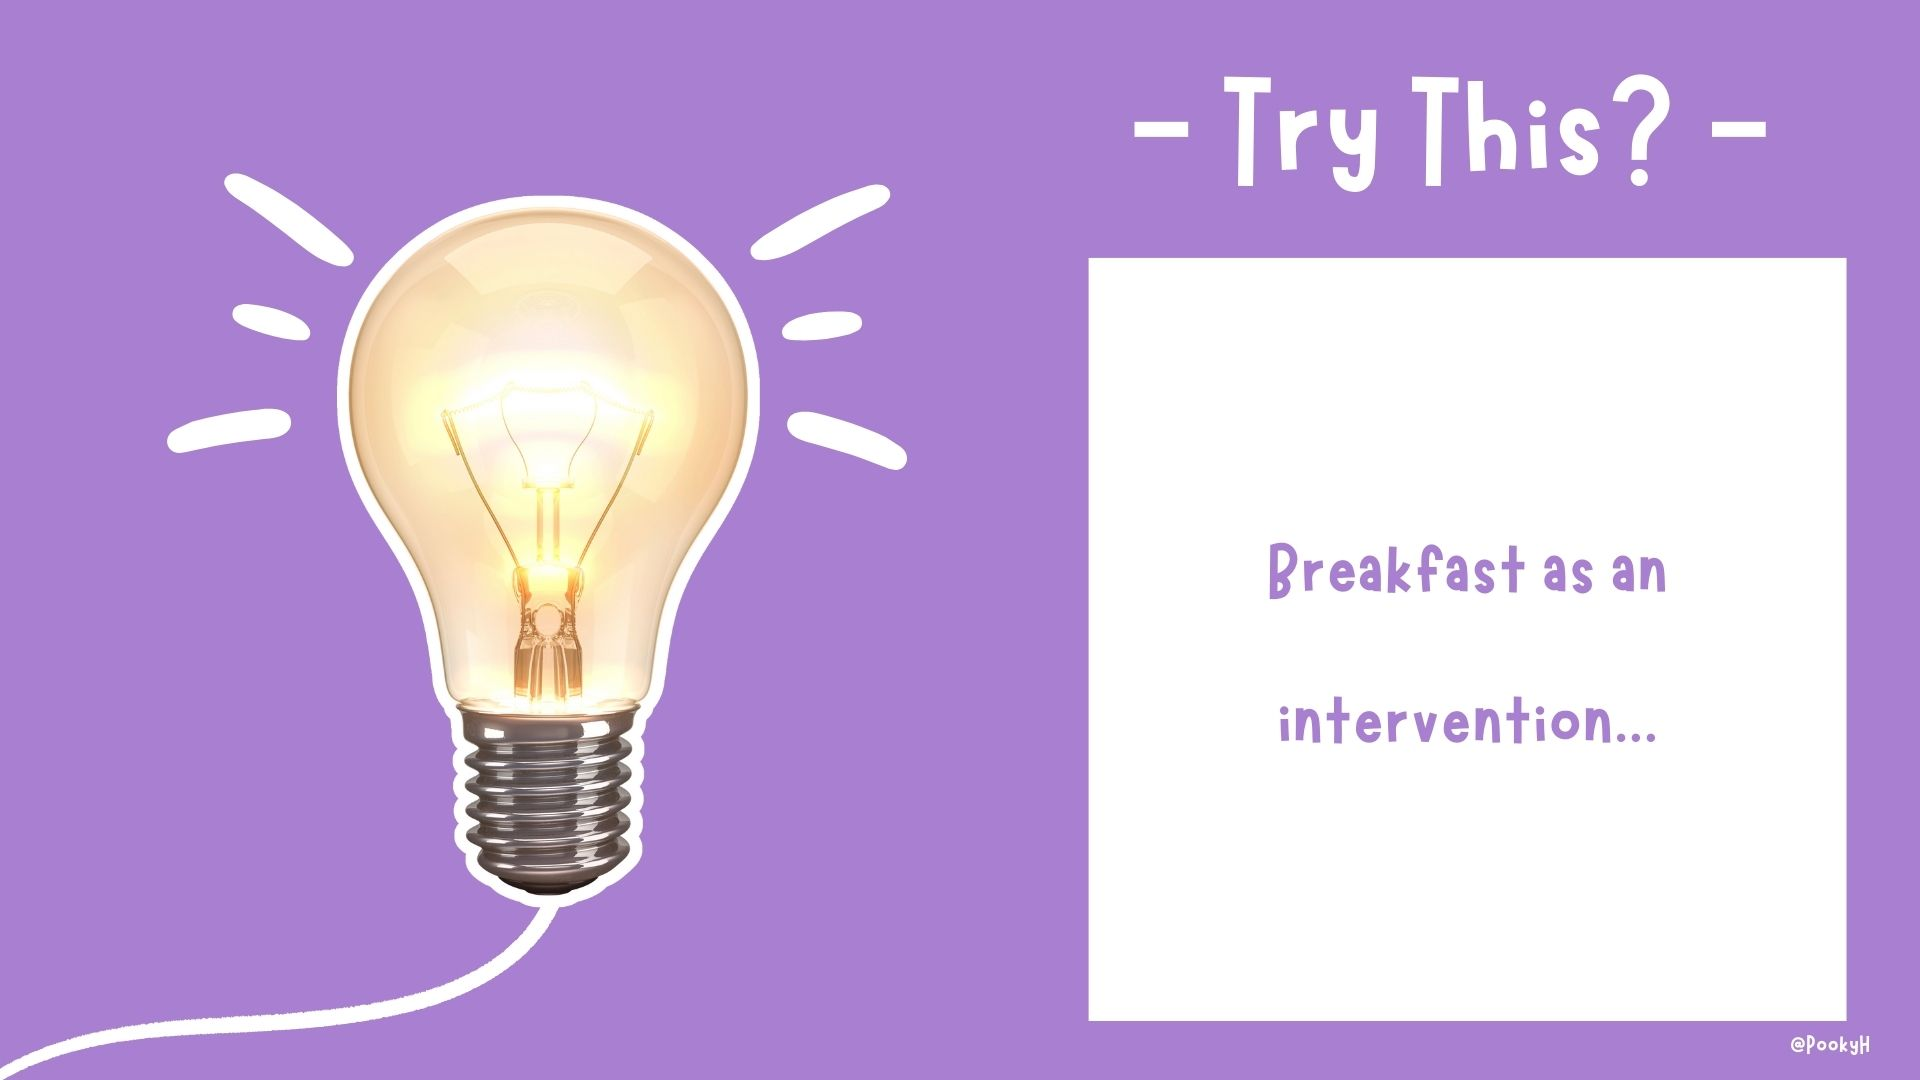 - Try This? -
Breakfast as an
intervention...
@PookyH